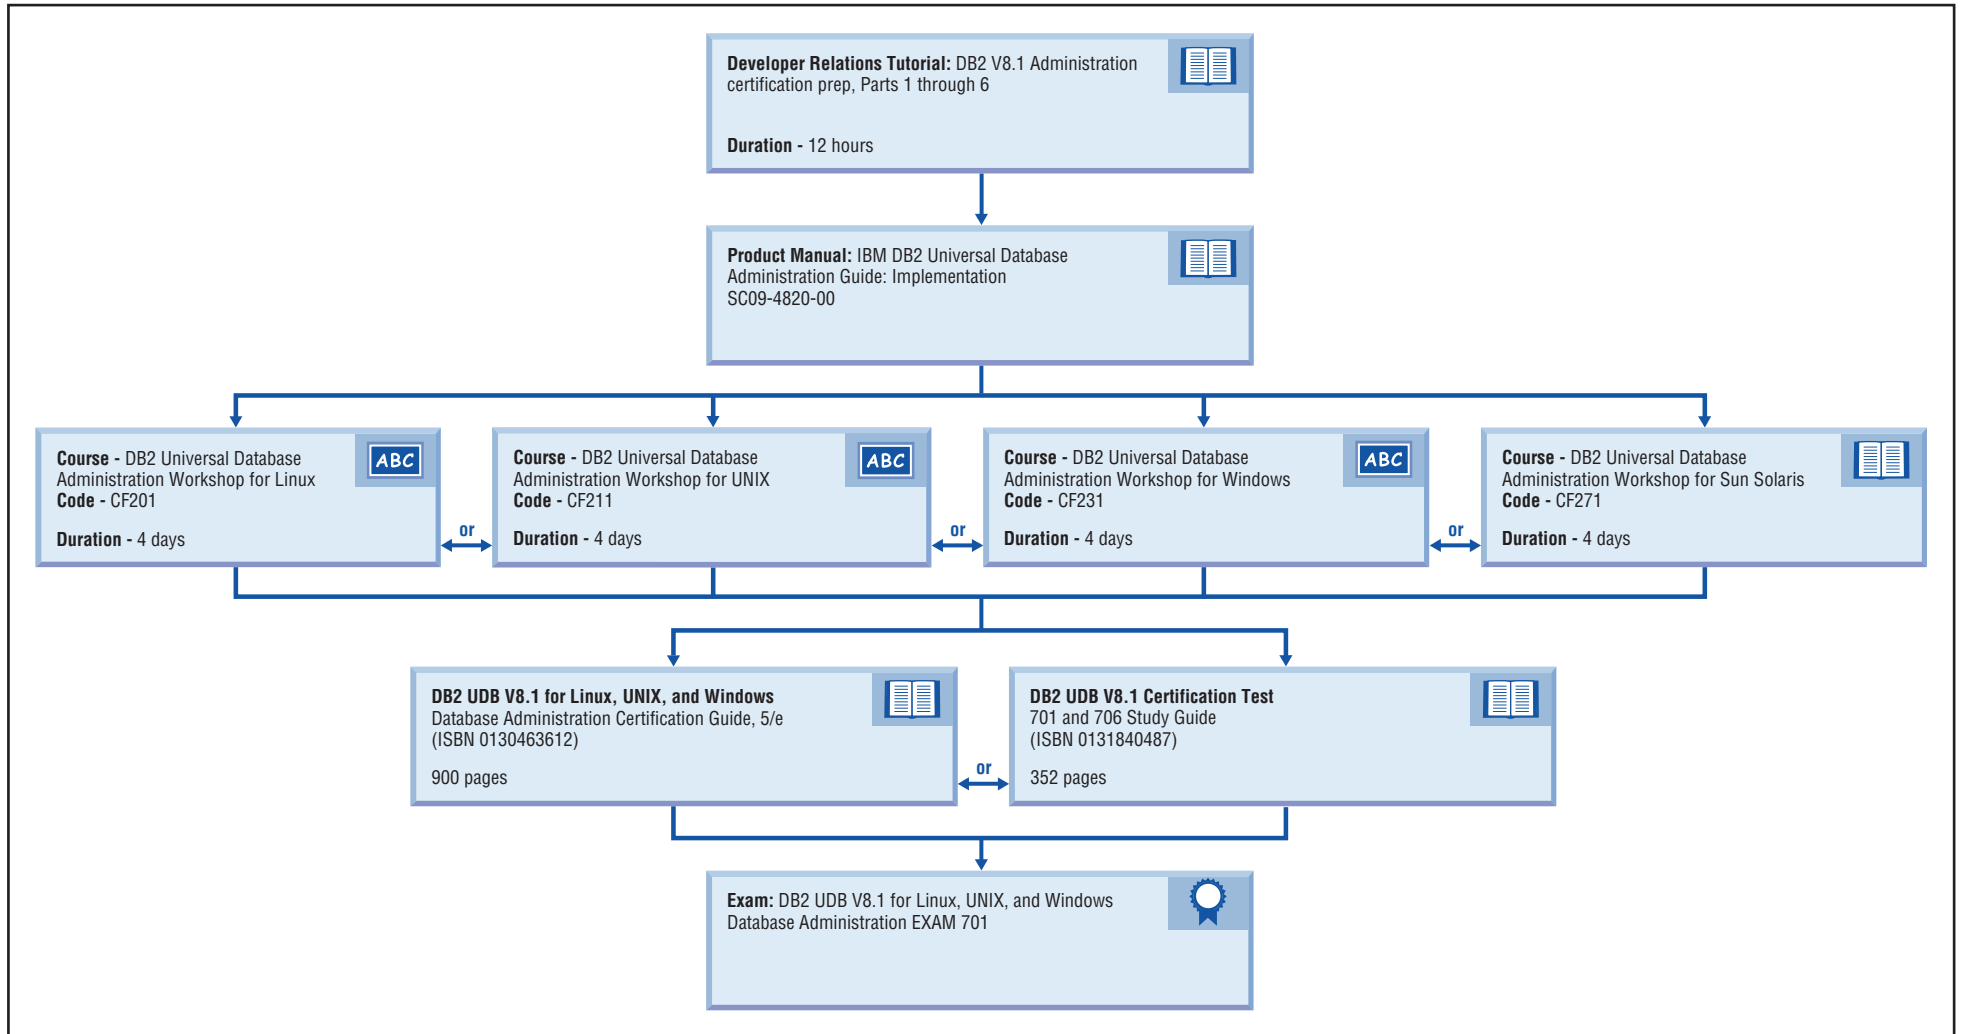 Developer Relations Tutorial: DB2 V8.1 Administration
certification prep, Parts 1 through 6
Duration - 12 hours
Product Manual: IBM DB2 Universal Database
Administration Guide: Implementation
SC09-4820-00
Course - DB2 Universal Database
Administration Workshop for Linux
Code - CF201
Duration - 4 days
ABC
or
Course - DB2 Universal Database
Administration Workshop for UNIX
Code - CF211
Duration - 4 days
ABC
or
Course - DB2 Universal Database
Administration Workshop for Windows
Code - CF231
Duration - 4 days
ABC
or
Course - DB2 Universal Database
Administration Workshop for Sun Solaris
Code - CF271
Duration - 4 days
DB2 UDB V8.1 for Linux, UNIX, and Windows
Database Administration Certification Guide, 5/e
(ISBN 0130463612)
900 pages
or
DB2 UDB V8.1 Certification Test
701 and 706 Study Guide
(ISBN 0131840487)
352 pages
Exam: DB2 UDB V8.1 for Linux, UNIX, and Windows
Database Administration EXAM 701